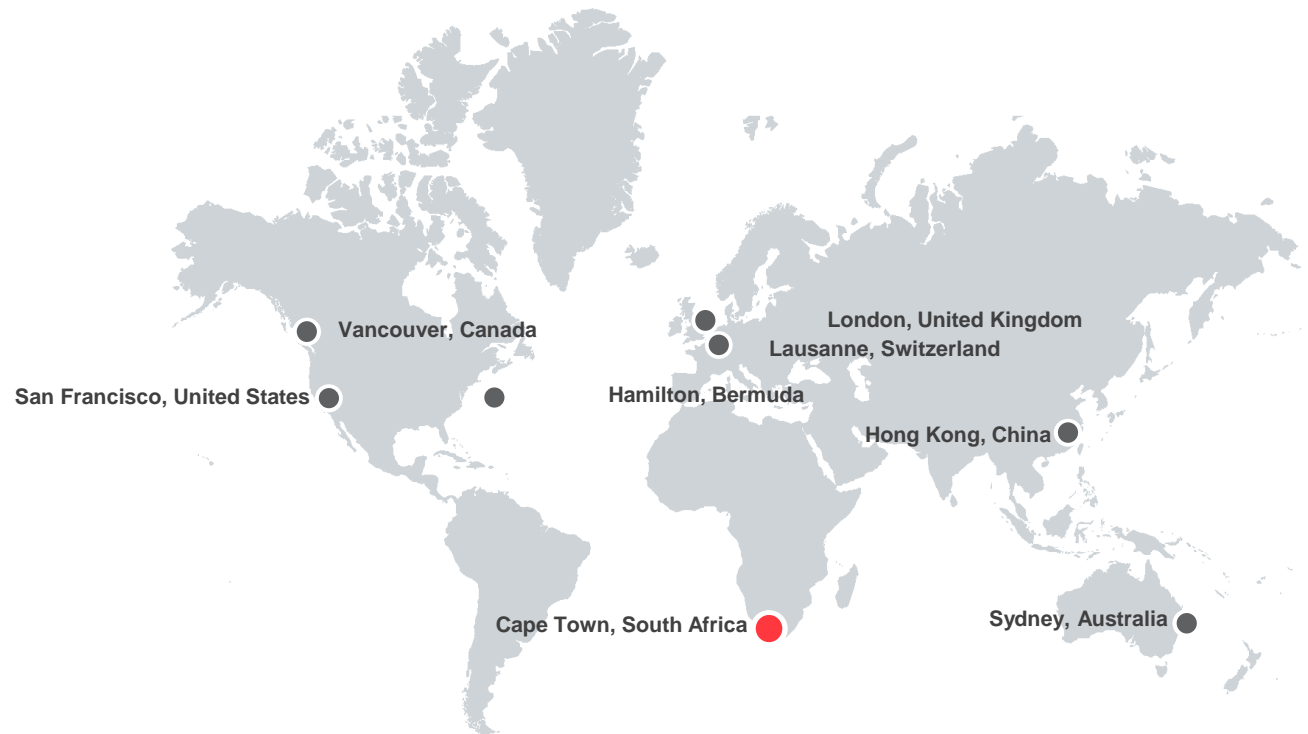 London, United Kingdom
Vancouver, Canada
Lausanne, Switzerland
Hamilton, Bermuda
San Francisco, United States
Hong Kong, China
Sydney, Australia
Cape Town, South Africa